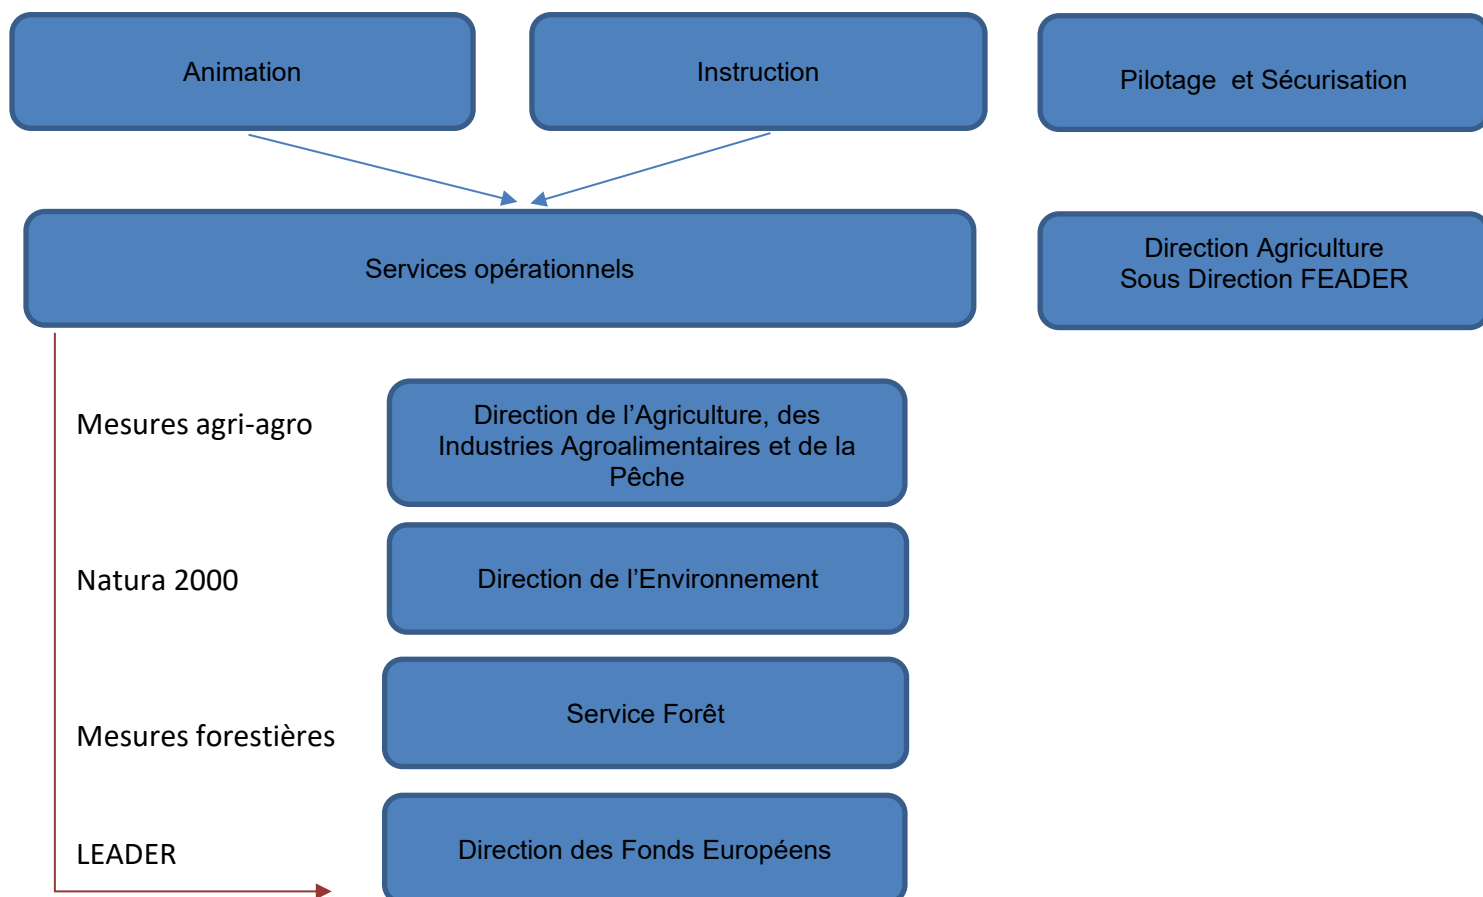 Animation
Instruction
Pilotage et Sécurisation
Services opérationnels
Direction Agriculture
Sous Direction FEADER
Mesures agri-agro
Direction de l’Agriculture, des
Industries Agroalimentaires et de la
Pêche
Natura 2000
Direction de l’Environnement
Mesures forestières
Service Forêt
LEADER
Direction des Fonds Européens